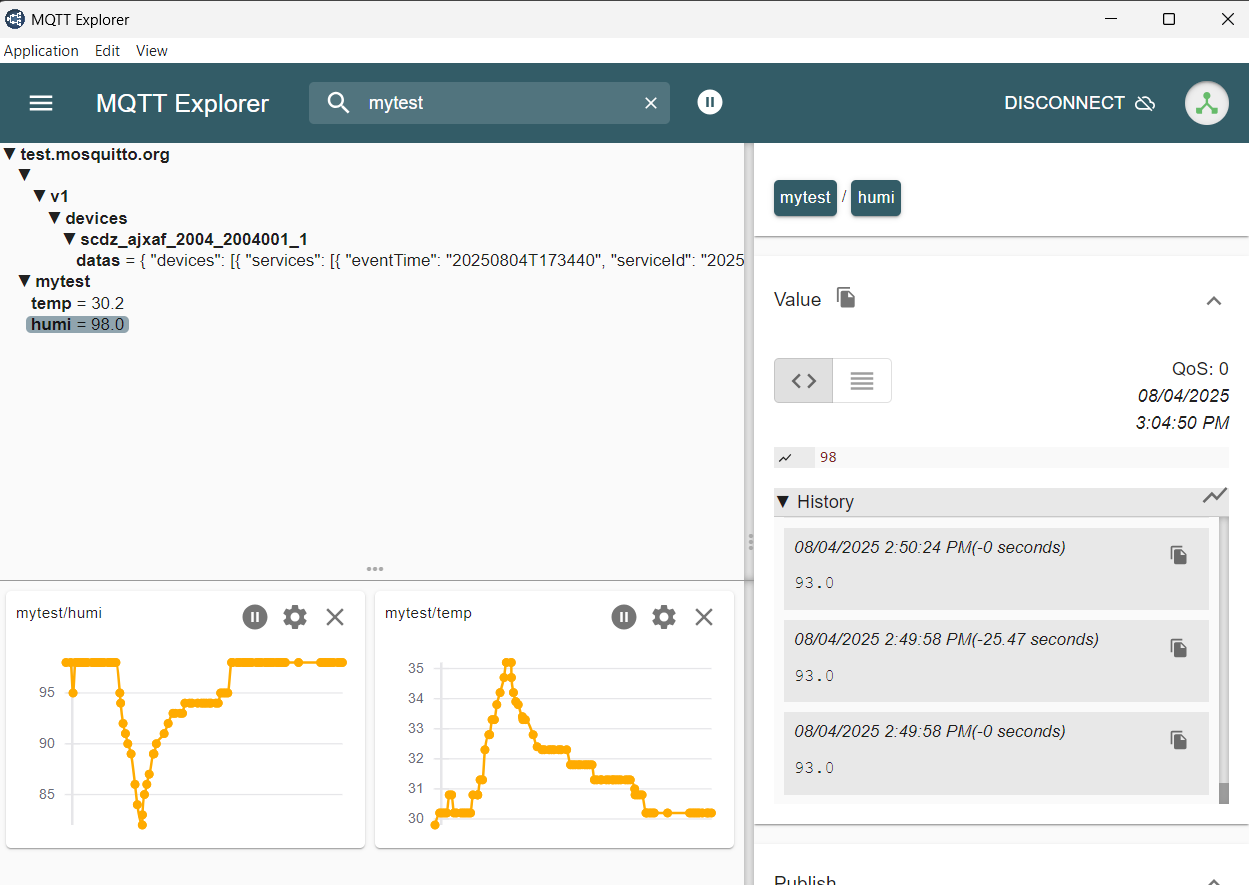 MQTT Explorer
Application Edit View
MQTT Explorer mytest DISCONNECT
▼ test.mosquitto.org
▼
▼ v1
▼ devices
▼ scdz_ajxaf_2004_2004001_1
datas = { "devices": [{ "services": [{ "eventTime": "20250804T173440", "serviceId": "2025
▼ mytest
temp = 30.2
humi = 98.0
mytest/humi
95
90
85
mytest/temp
35
34
33
32
31
30
mytest / humi
Value
QoS: 0
08/04/2025
3:04:50 PM
98
▼ History
08/04/2025 2:50:24 PM(-0 seconds)
93.0
08/04/2025 2:49:58 PM(-25.47 seconds)
93.0
08/04/2025 2:49:58 PM(-0 seconds)
93.0
Publish